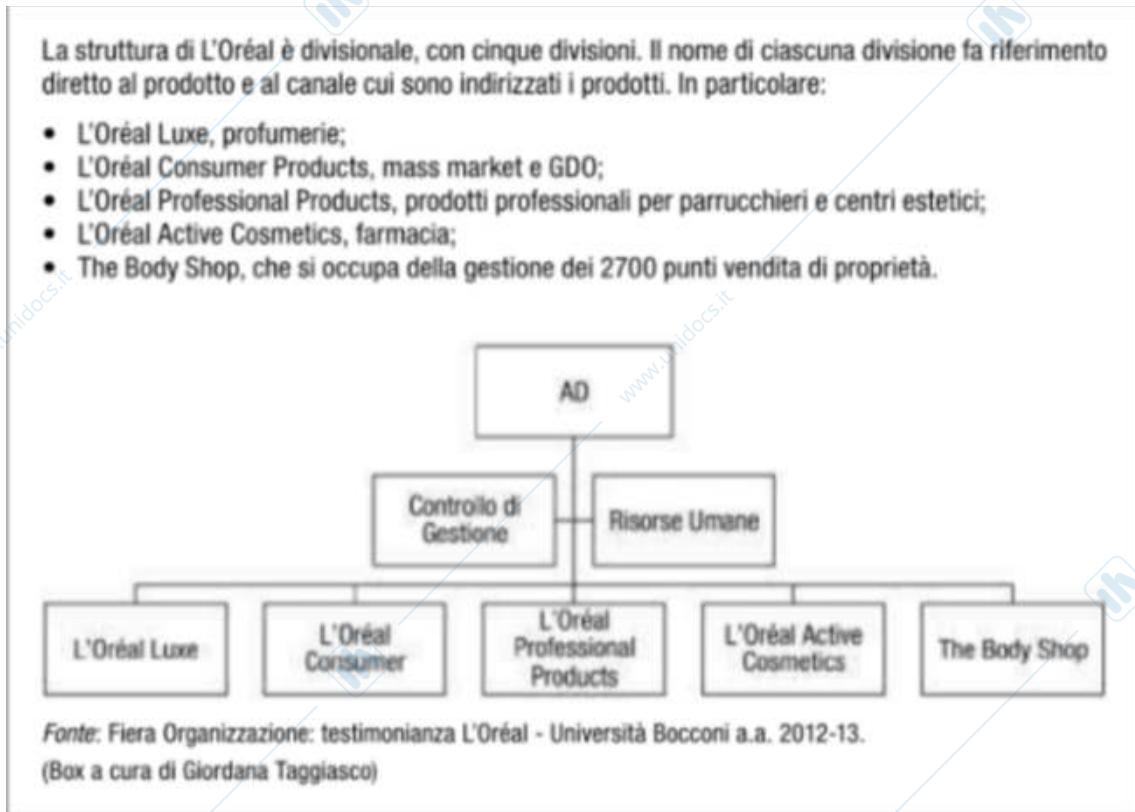 La struttura di L'Oréal è divisionale, con cinque divisioni. Il nome di ciascuna divisione fa riferimento
diretto al prodotto e al canale cui sono indirizzati i prodotti. In particolare:
• L'Oréal Luxe, profumerie;
• L'Oréal Consumer Products, mass market e GDO;
• L'Oréal Professional Products, prodotti professionali per parrucchieri e centri estetici;
• L'Oréal Active Cosmetics, farmacia;
• The Body Shop, che si occupa della gestione dei 2700 punti vendita di proprietà.
unidocs.it
www.unidocs.it
AD
Controllo di
Gestione
Risorse Umane
L'Oréal Luxe
L'Oréal
Consumer
L'Oréal
Professional
Products
L'Oréal Active
Cosmetics
The Body Shop
Fonte: Fiera Organizzazione: testimonianza L'Oréal - Università Bocconi a.a. 2012-13.
(Box a cura di Giordana Taggiasco)